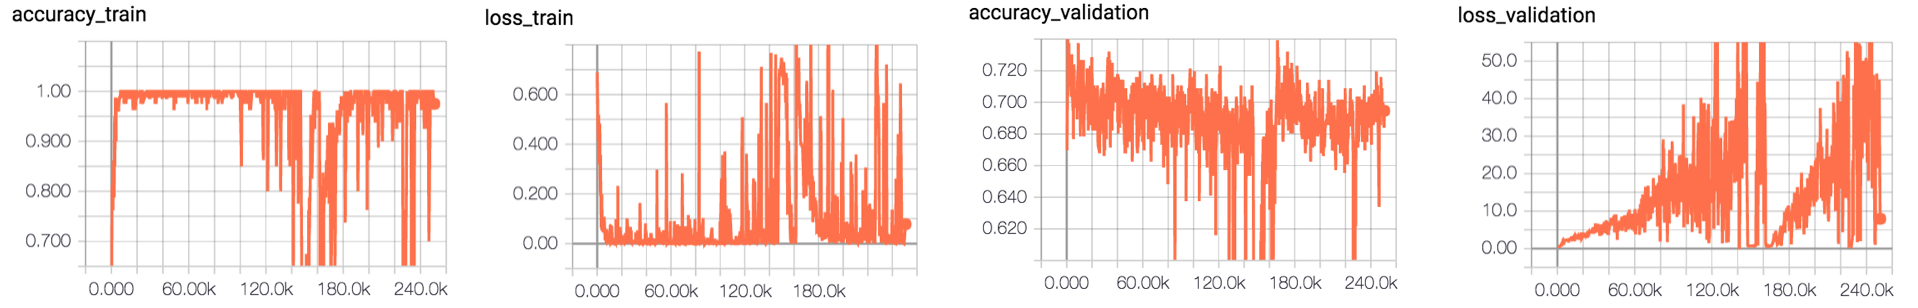 accuracy_train
1.00
0.900
0.800
0.700
0.000 60.00k 120.0k 180.0k 240.0k
loss_train
0.600
0.400
0.200
0.00
0.000 60.00k 120.0k 180.0k
accuracy_validation
0.720
0.700
0.680
0.660
0.640
0.620
0.000 60.00k 120.0k 180.0k 240.0k
loss_validation
50.0
40.0
30.0
20.0
10.0
0.00
0.000 60.00k 120.0k 180.0k 240.0k